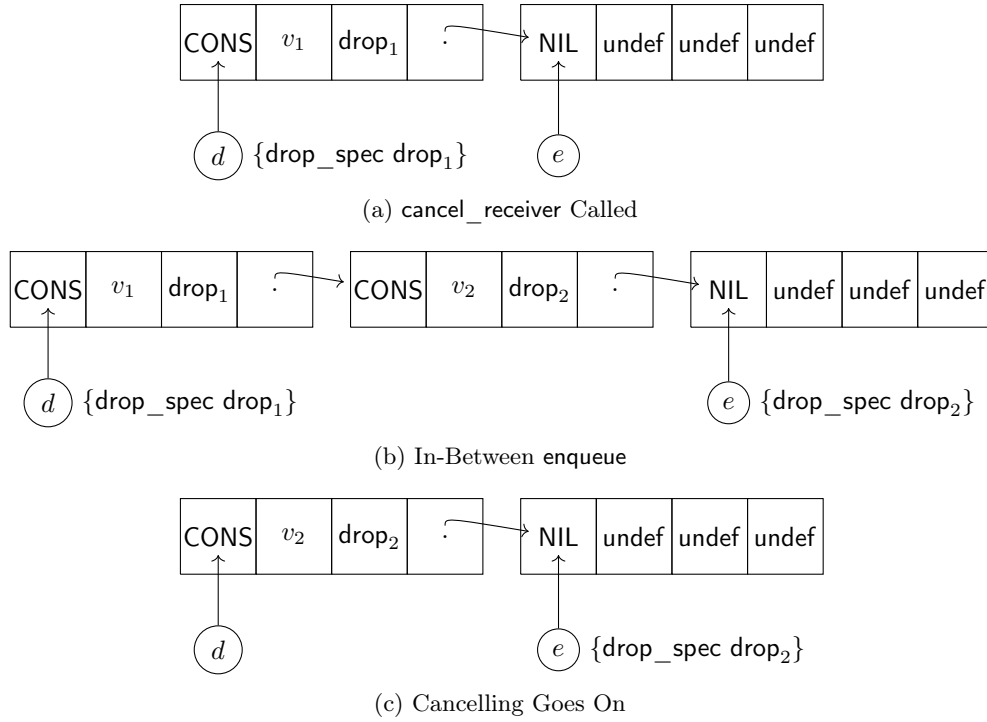 CONS v₁ drop₁ · NIL undef undef undef
d {drop_spec drop₁} e
(a) cancel_receiver Called
CONS v₁ drop₁ · CONS v₂ drop₂ · NIL undef undef undef
d {drop_spec drop₁} e {drop_spec drop₂}
(b) In-Between enqueue
CONS v₂ drop₂ · NIL undef undef undef
d e {drop_spec drop₂}
(c) Cancelling Goes On